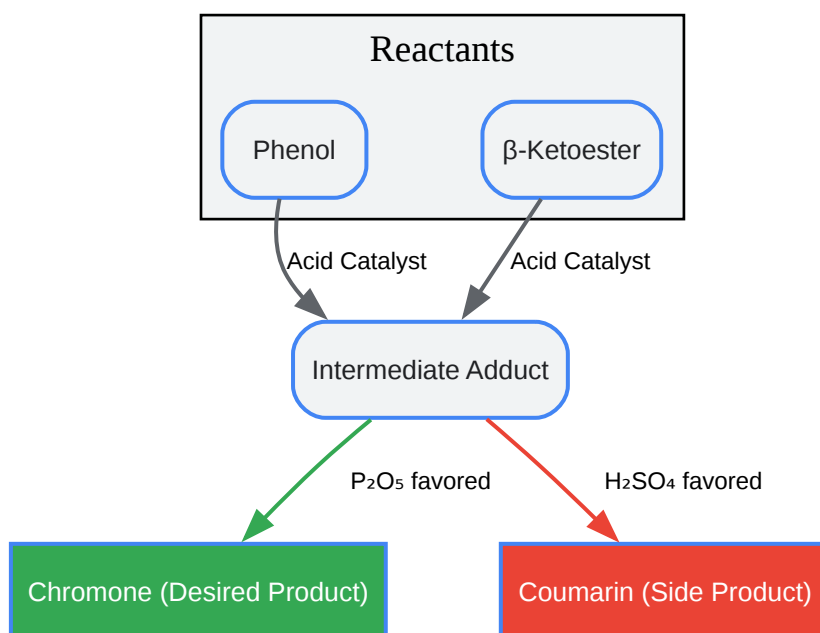 Reactants
Phenol
β-Ketoester
Acid Catalyst
Acid Catalyst
Intermediate Adduct
P₂O₅ favored
H₂SO₄ favored
Chromone (Desired Product)
Coumarin (Side Product)